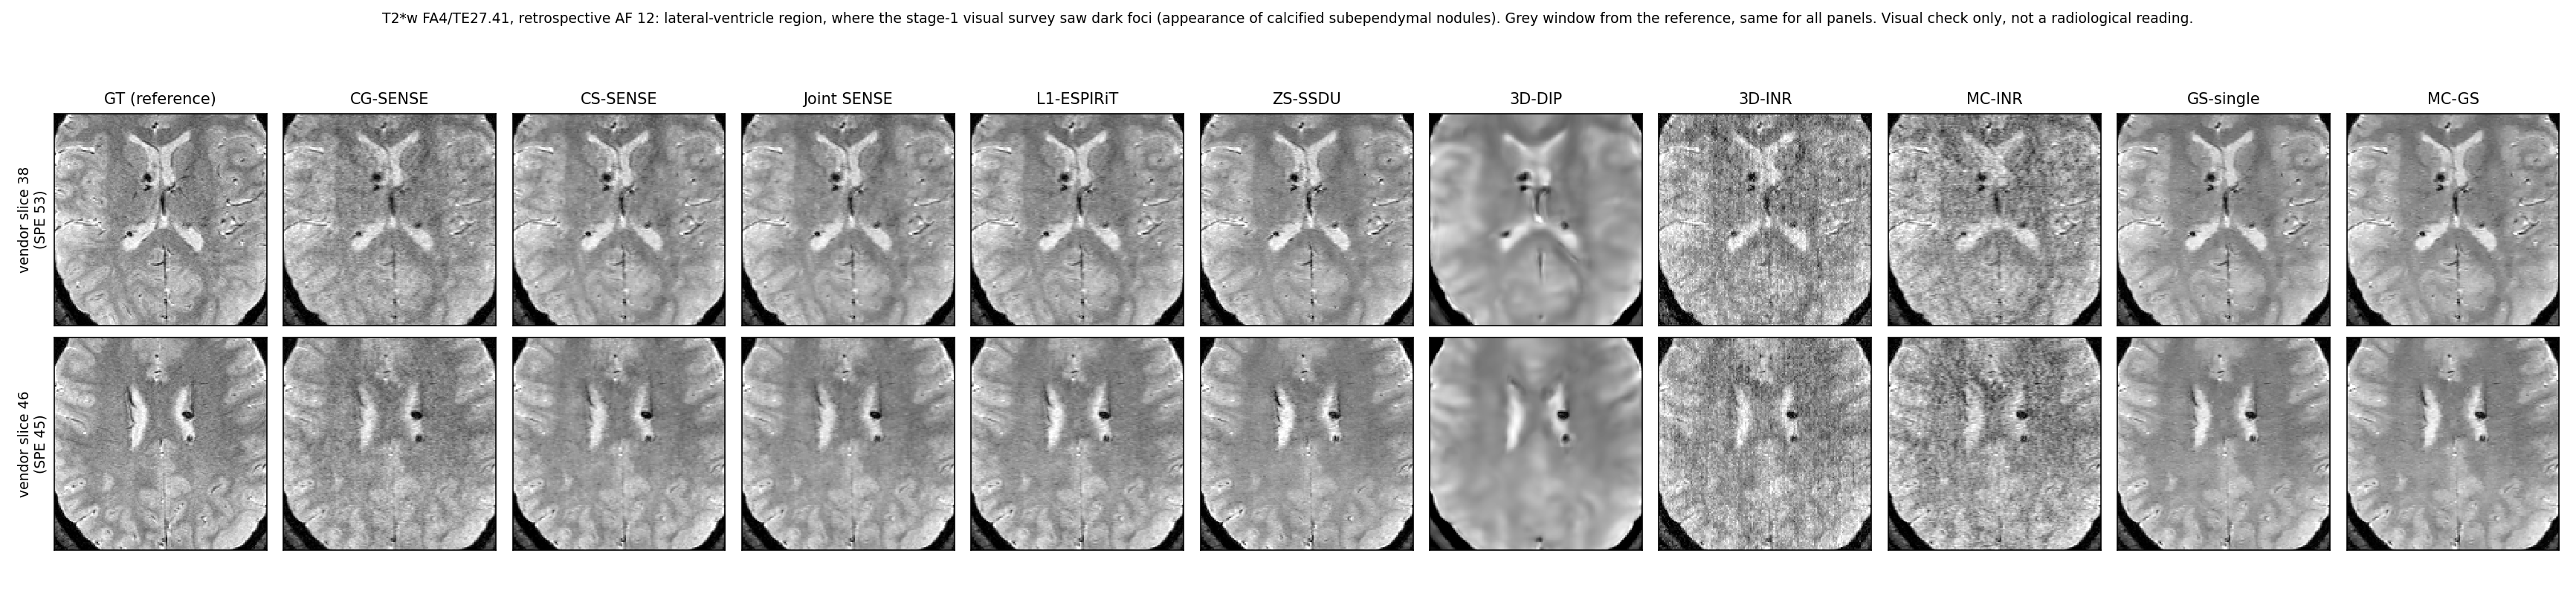 T2*w FA4/TE27.41, retrospective AF 12: lateral-ventricle region, where the stage-1 visual survey saw dark foci (appearance of calcified subependymal nodules). Grey window from the reference, same for all panels. Visual check only, not a radiological reading.
GT (reference)
CG-SENSE
CS-SENSE
Joint SENSE
L1-ESPIRiT
ZS-SSDU
3D-DIP
3D-INR
MC-INR
GS-single
MC-GS
vendor slice 38
(SPE 53)
vendor slice 46
(SPE 45)